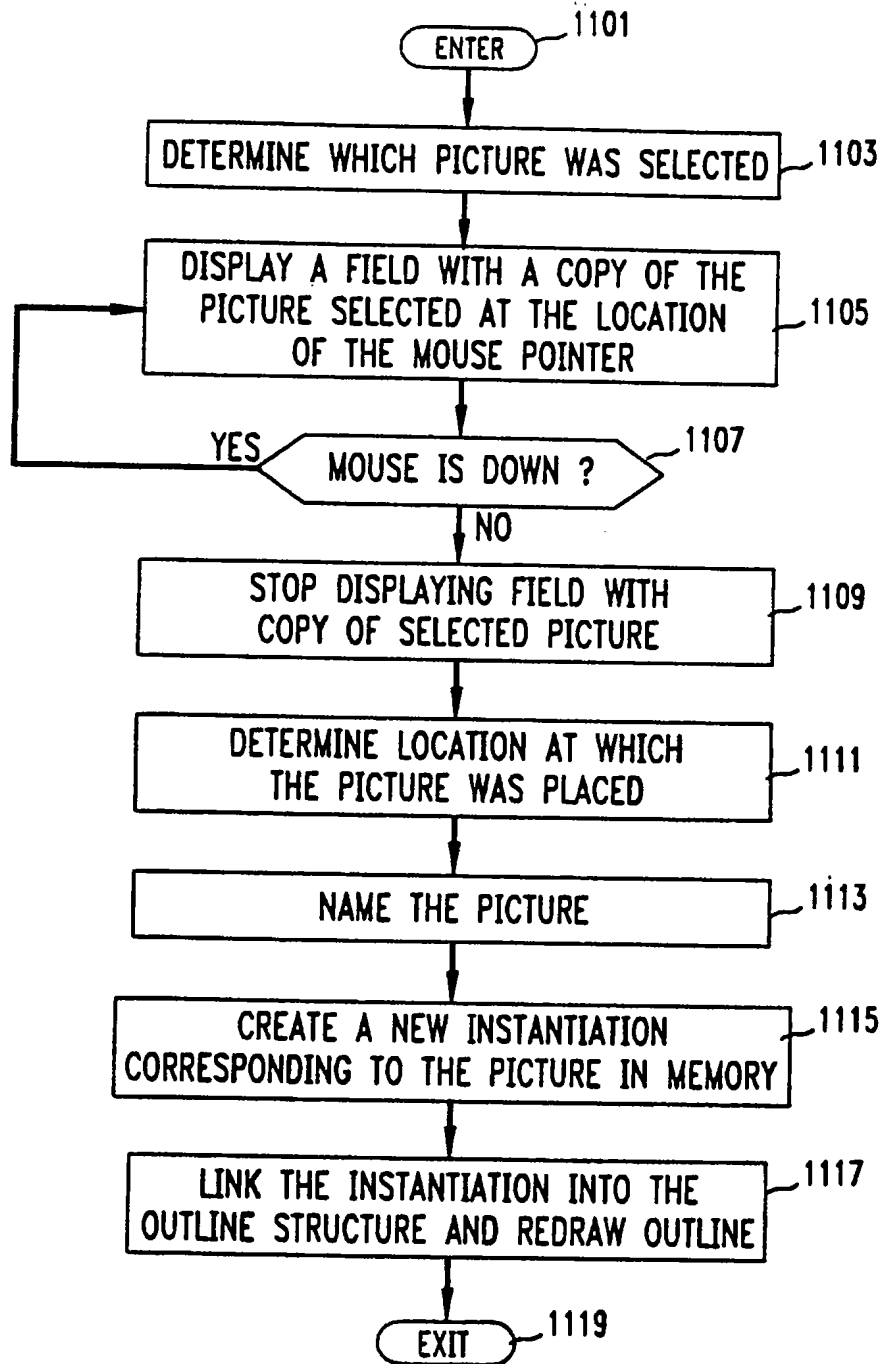 ENTER
1101
DETERMINE WHICH PICTURE WAS SELECTED
1103
DISPLAY A FIELD WITH A COPY OF THE
PICTURE SELECTED AT THE LOCATION
OF THE MOUSE POINTER
1105
YES
MOUSE IS DOWN ?
1107
NO
STOP DISPLAYING FIELD WITH
COPY OF SELECTED PICTURE
1109
DETERMINE LOCATION AT WHICH
THE PICTURE WAS PLACED
1111
NAME THE PICTURE
1113
CREATE A NEW INSTANTIATION
CORRESPONDING TO THE PICTURE IN MEMORY
1115
LINK THE INSTANTIATION INTO THE
OUTLINE STRUCTURE AND REDRAW OUTLINE
1117
EXIT
1119